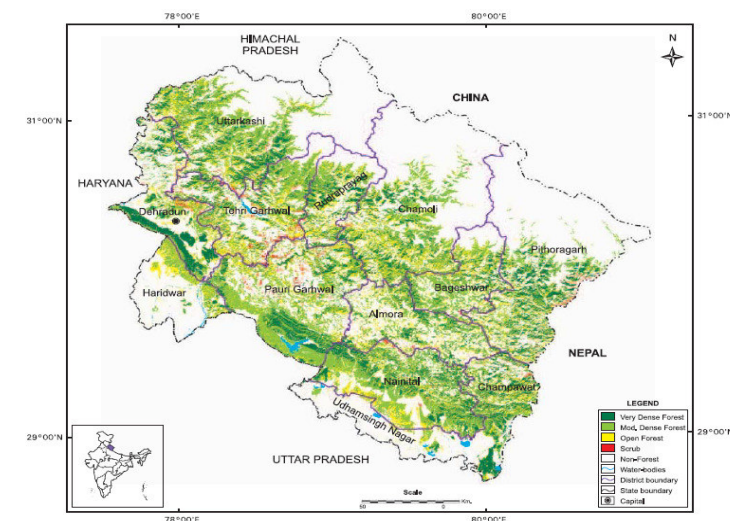 78°00'E
80°00'E
HIMACHAL
PRADESH
N
CHINA
31°00'N
31°00'N
Uttarkashi
HARYANA
Rudraprayag
Dehradun
Tehri Garhwal
Chamoli
Pithoragarh
Haridwar
Pauri Garhwal
Bageshwar
Almora
NEPAL
Nainital
Champawat
Udhamsingh Nagar
29°00'N
29°00'N
UTTAR PRADESH
LEGEND
Very Dense Forest
Mod. Dense Forest
Open Forest
Scrub
Non-Forest
Water-bodies
District boundary
State boundary
Capital
Scale
50
0
Km.
78°00'E
80°00'E